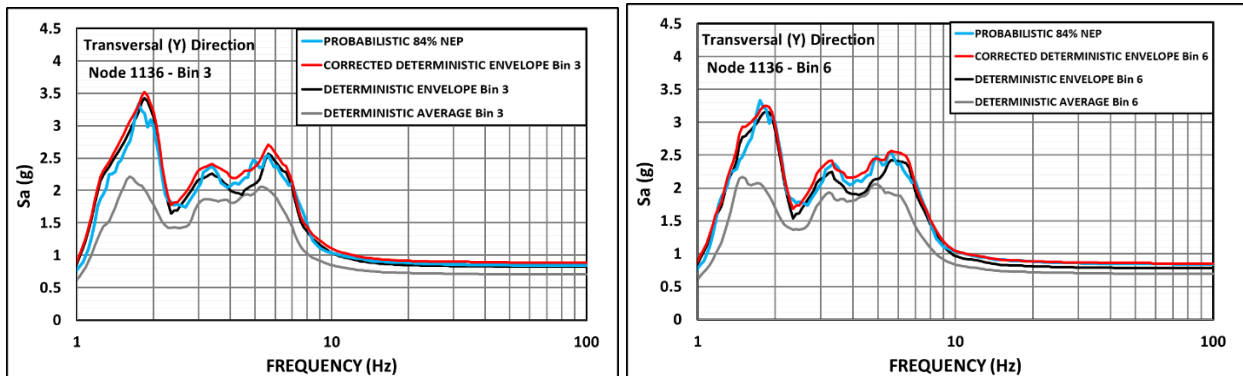 Transversal (Y) Direction
Node 1136 - Bin 3
PROBABILISTIC 84% NEP
CORRECTED DETERMINISTIC ENVELOPE Bin 3
DETERMINISTIC ENVELOPE Bin 3
DETERMINISTIC AVERAGE Bin 3
4.5
4
3.5
3
2.5
2
1.5
1
0.5
0
Sa (g)
1
10
100
FREQUENCY (Hz)
Transversal (Y) Direction
Node 1136 - Bin 6
PROBABILISTIC 84% NEP
CORRECTED DETERMINISTIC ENVELOPE Bin 6
DETERMINISTIC ENVELOPE Bin 6
DETERMINISTIC AVERAGE Bin 6
4.5
4
3.5
3
2.5
2
1.5
1
0.5
0
Sa (g)
1
10
100
FREQUENCY (Hz)